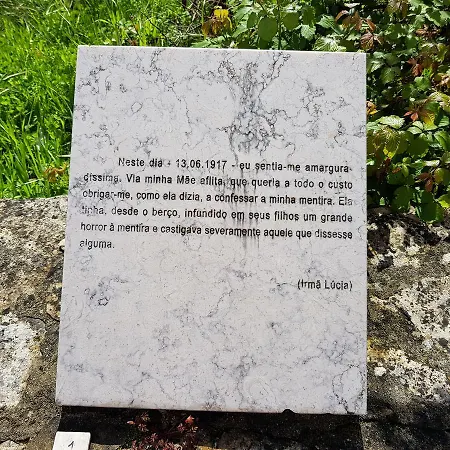 Neste dia - 13.06.1917 - eu sentia-me amargura-
díssima. Via minha Mãe aflita, que queria a todo o custo
obrigar-me, como ela dizia, a confessar a minha mentira. Ela
tinha, desde o berço, infundido em seus filhos um grande
horror à mentira e castigava severamente aquele que dissesse
alguma.
(Irmã Lúcia)
1